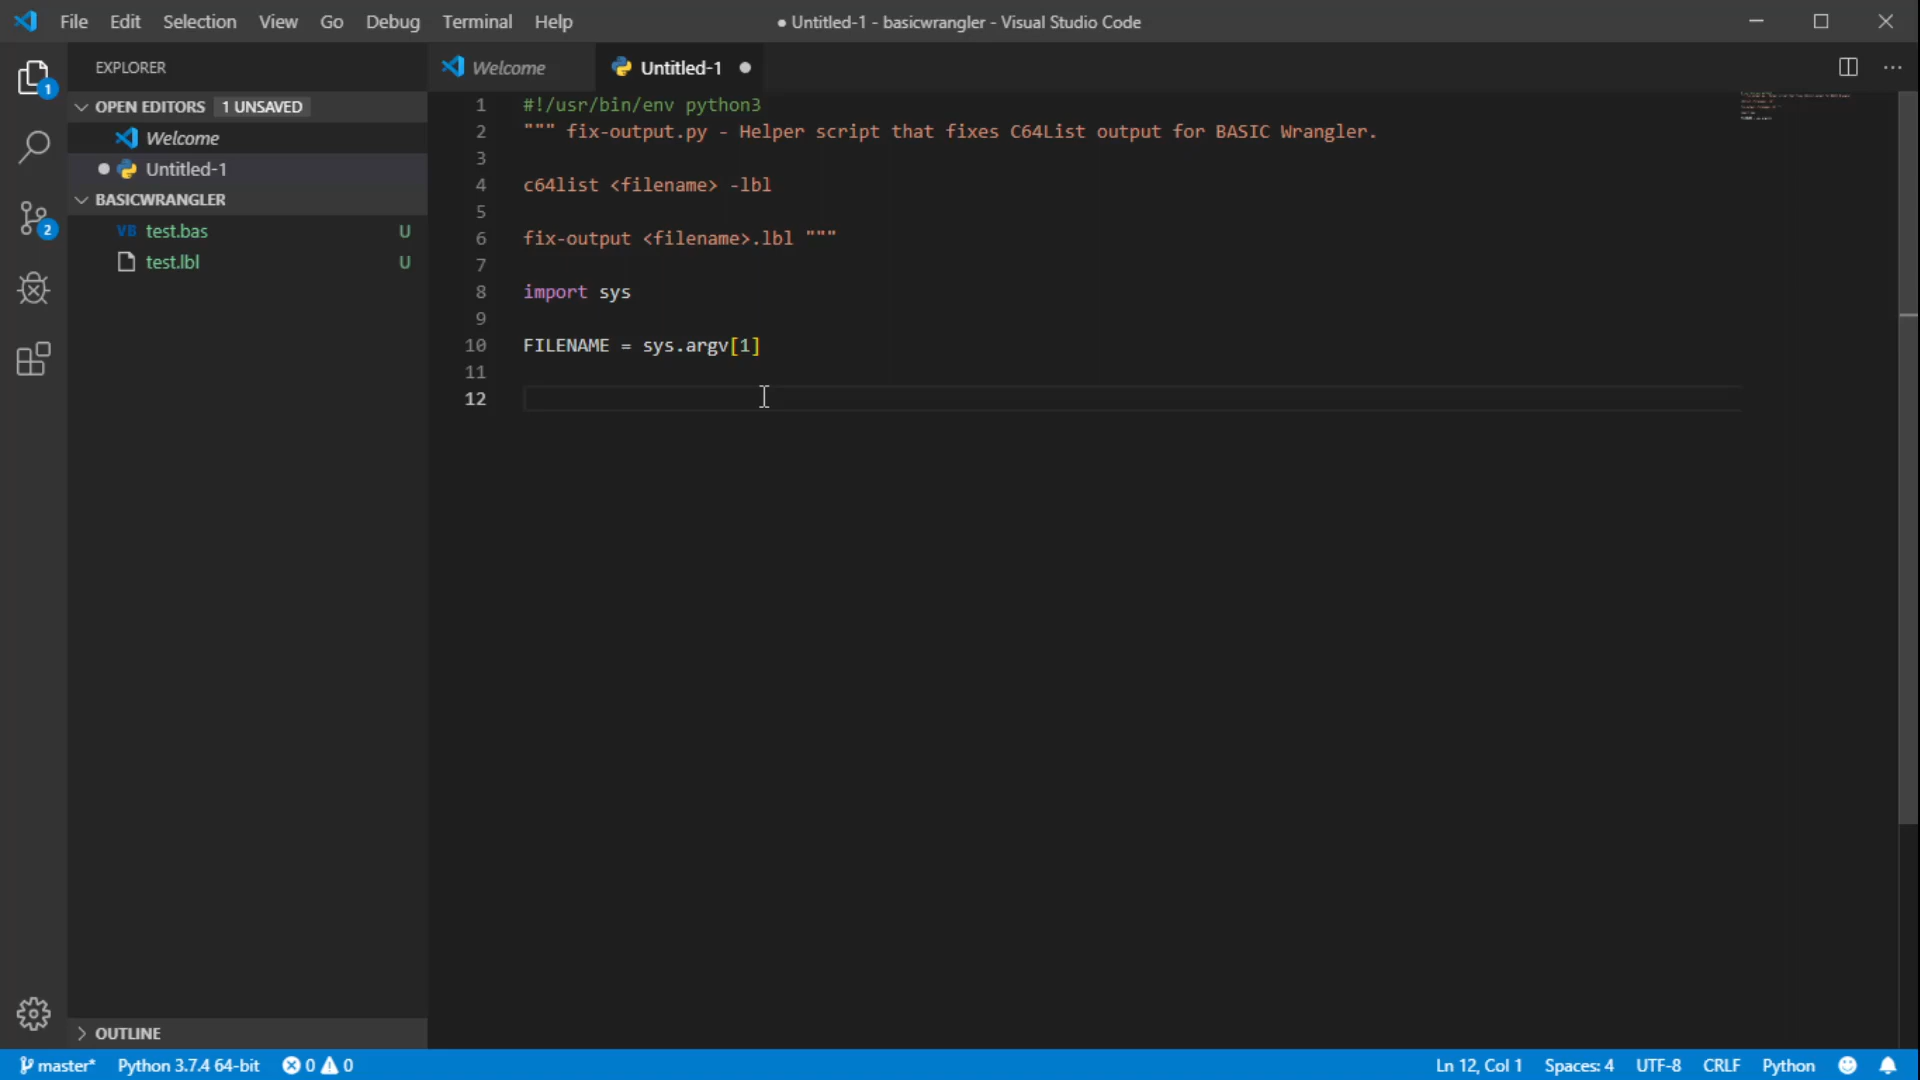 File Edit Selection View Go Debug Terminal Help ● Untitled-1 - basicwrangler - Visual Studio Code
EXPLORER
OPEN EDITORS 1 UNSAVED
Welcome
Untitled-1
BASICWRANGLER
VB test.bas U
test.lbl U
OUTLINE
1
2
Welcome Untitled-1
1 #!/usr/bin/env python3
2 """ fix-output.py - Helper script that fixes C64List output for BASIC Wrangler.
3
4 c64list <filename> -lbl
5
6 fix-output <filename>.lbl """
7
8 import sys
9
10 FILENAME = sys.argv[1]
11
12
master* Python 3.7.4 64-bit 0 0 Ln 12, Col 1 Spaces: 4 UTF-8 CRLF Python